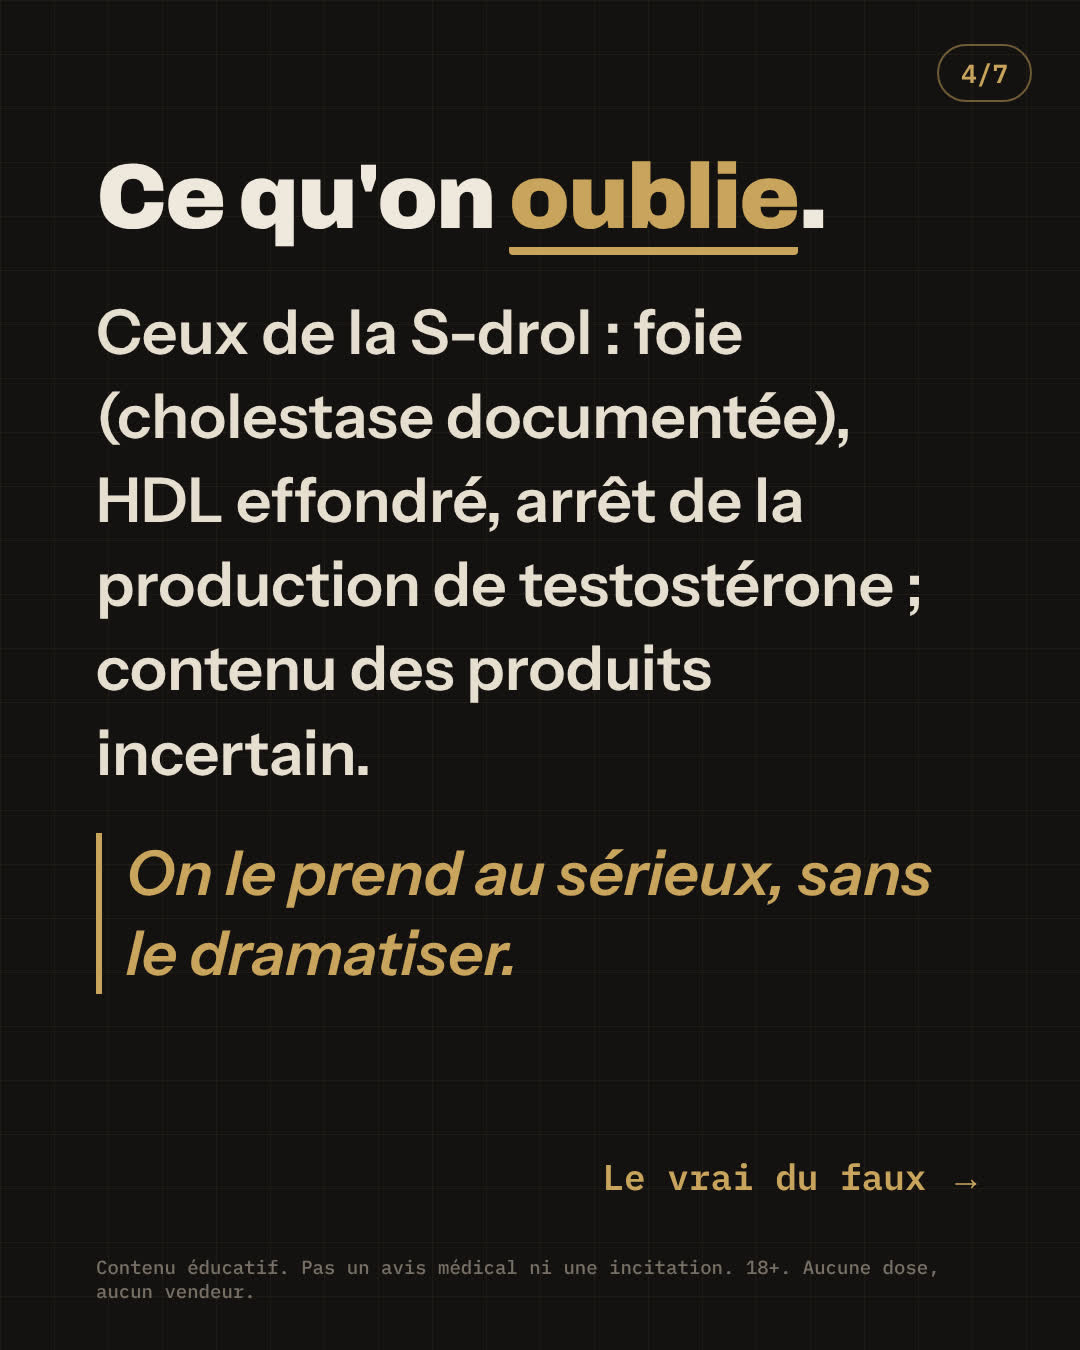 4/7
Ce qu'on oublie.
Ceux de la S-drol : foie
(cholestase documentée),
HDL effondré, arrêt de la
production de testostérone ;
contenu des produits
incertain.
On le prend au sérieux, sans
le dramatiser.
Le vrai du faux →
Contenu éducatif. Pas un avis médical ni une incitation. 18+. Aucune dose,
aucun vendeur.